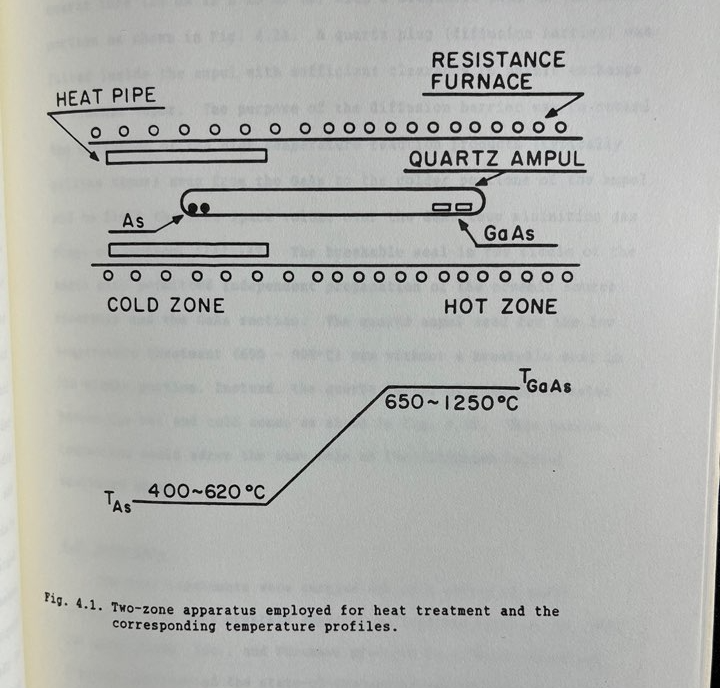 RESISTANCE
FURNACE
HEAT PIPE
QUARTZ AMPUL
As
GaAs
COLD ZONE
HOT ZONE
TGaAs
650~1250°C
400~620°C
TAs
Fig. 4.1. Two-zone apparatus employed for heat treatment and the
corresponding temperature profiles.